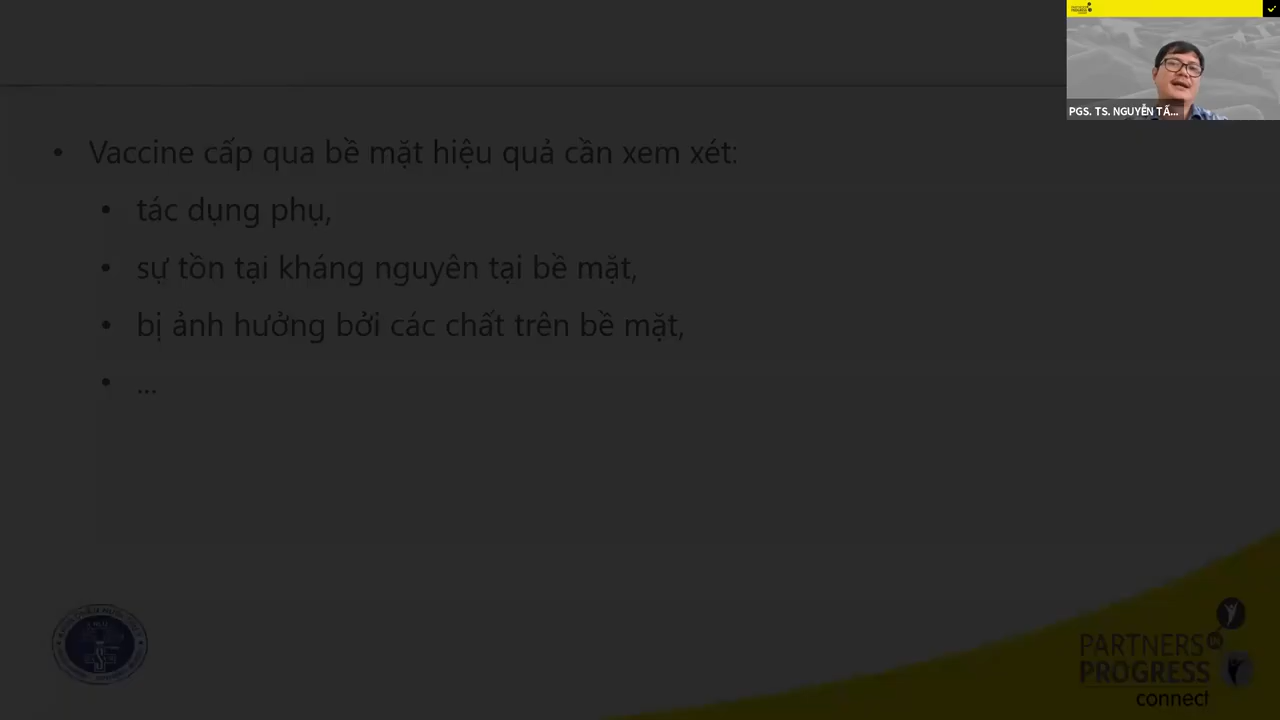 PGS. TS. NGUYỄN TẤ...
• Vaccine cấp qua bề mặt hiệu quả cần xem xét:
• tác dụng phụ,
• sự tồn tại kháng nguyên tại bề mặt,
• bị ảnh hưởng bởi các chất trên bề mặt,
• ...
PARTNERS IN
PROGRESS
connect